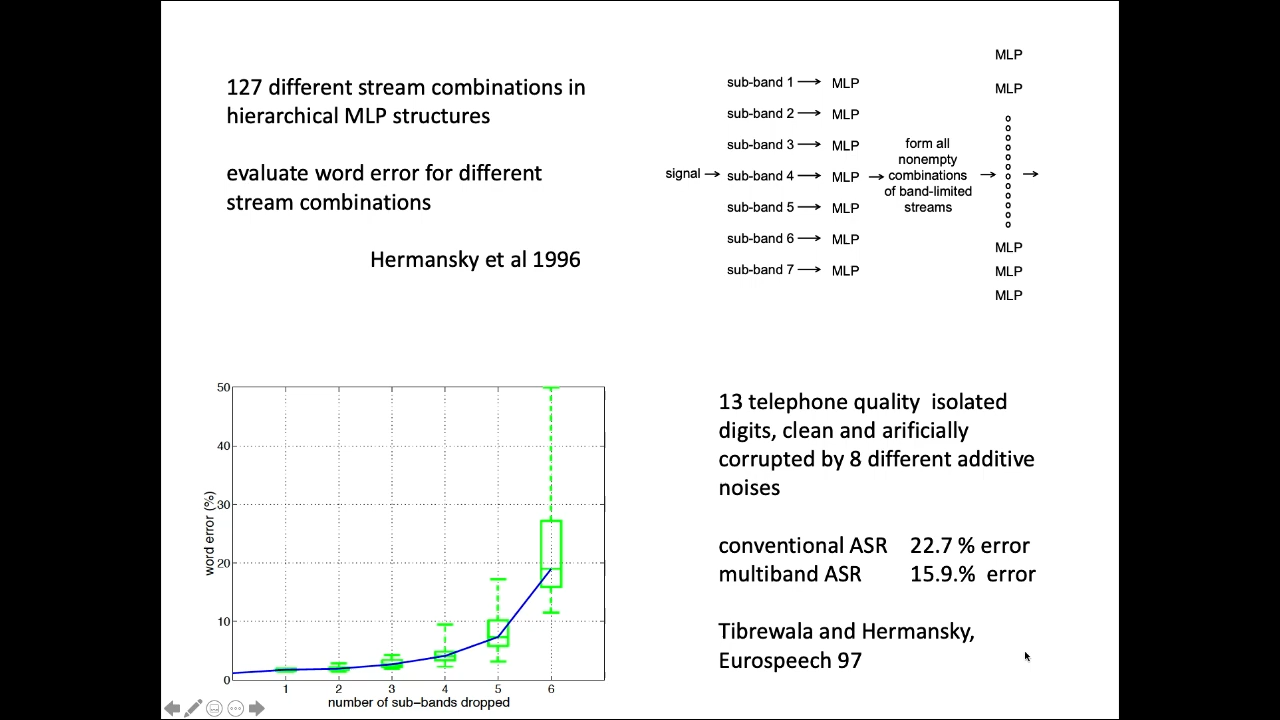 127 different stream combinations in
hierarchical MLP structures
evaluate word error for different
stream combinations
Hermansky et al 1996
MLP
MLP
sub-band 1 → MLP
sub-band 2 → MLP
sub-band 3 → MLP
signal → sub-band 4 → MLP →
sub-band 5 → MLP
sub-band 6 → MLP
sub-band 7 → MLP
form all
nonempty
combinations
of band-limited
streams
MLP
MLP
MLP
50
40
30
20
10
0
word error (%)
1 2 3 4 5 6
number of sub-bands dropped
13 telephone quality isolated
digits, clean and arificially
corrupted by 8 different additive
noises
conventional ASR 22.7 % error
multiband ASR 15.9.% error
Tibrewala and Hermansky,
Eurospeech 97